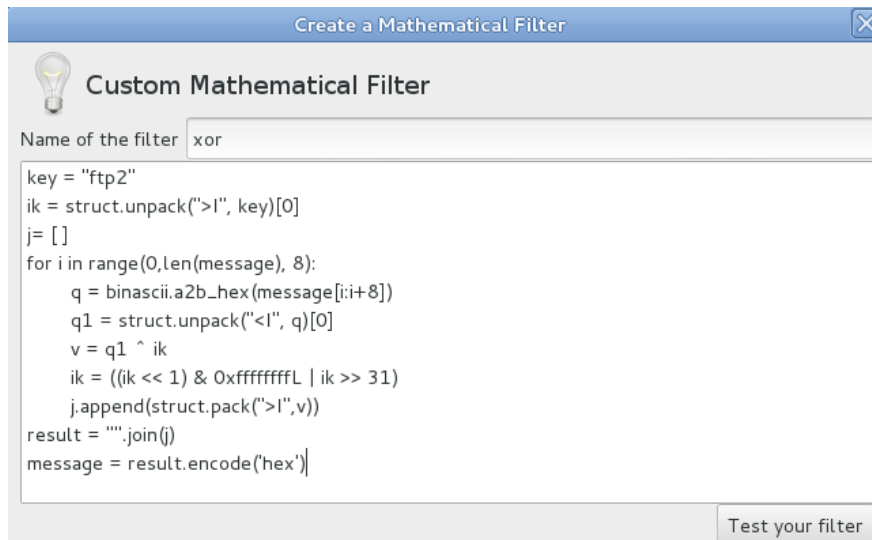 Create a Mathematical Filter
Custom Mathematical Filter
Name of the filter xor
key = "ftp2"
ik = struct.unpack(">I", key)[0]
j= [ ]
for i in range(0,len(message), 8):
q = binascii.a2b_hex(message[i:i+8])
q1 = struct.unpack("<I", q)[0]
v = q1 ^ ik
ik = ((ik << 1) & 0xffffffffL | ik >> 31)
j.append(struct.pack(">I",v))
result = "".join(j)
message = result.encode('hex')
Test your filter